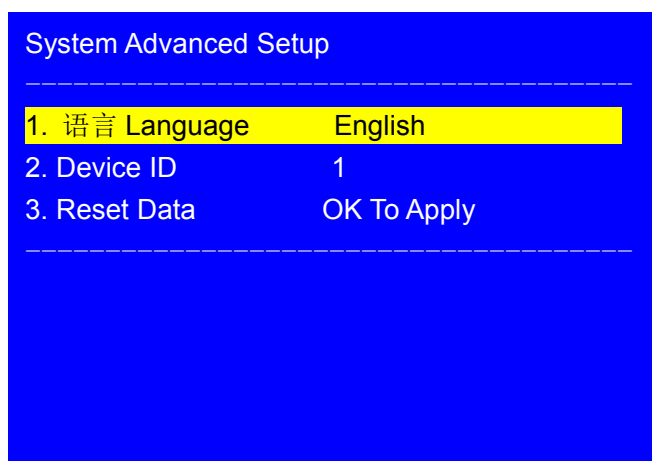 System Advanced Setup
1. 语言 Language English
2. Device ID 1
3. Reset Data OK To Apply